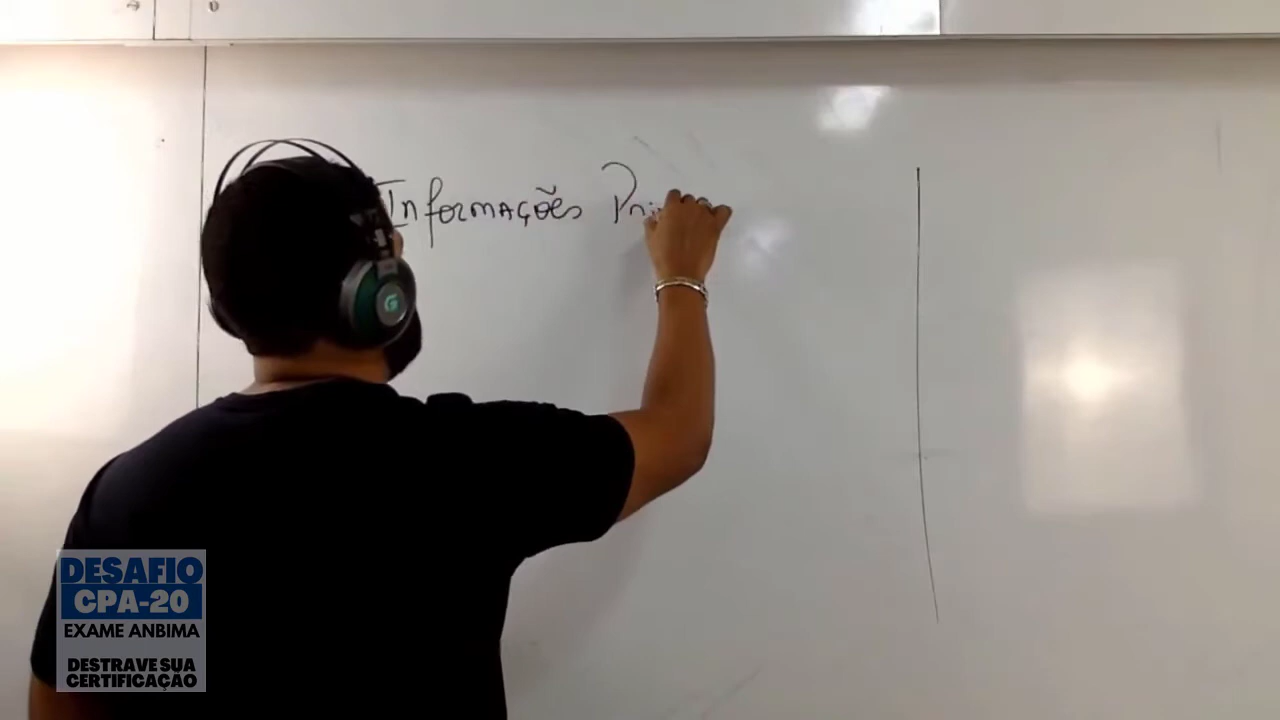 Informações
DESAFIO
CPA-20
EXAME ANBIMA
DESTRAVE SUA
CERTIFICAÇÃO